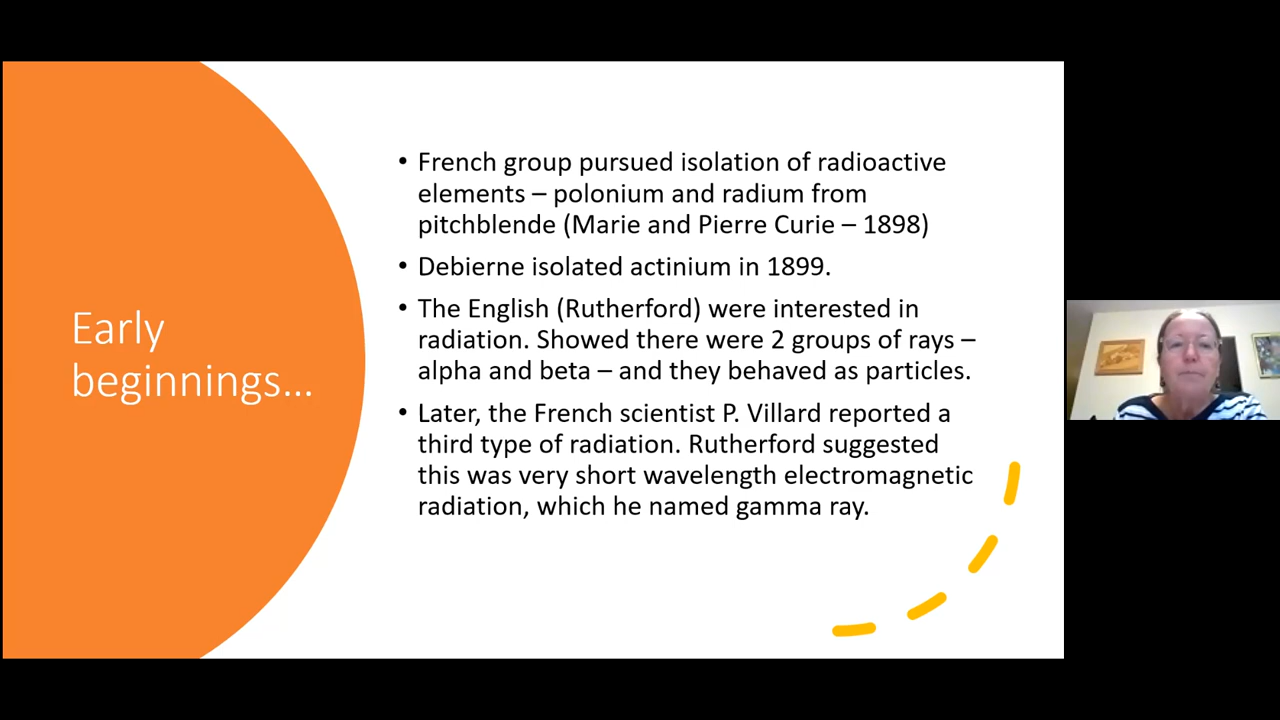 Early
beginnings...
• French group pursued isolation of radioactive
elements – polonium and radium from
pitchblende (Marie and Pierre Curie – 1898)
• Debierne isolated actinium in 1899.
• The English (Rutherford) were interested in
radiation. Showed there were 2 groups of rays –
alpha and beta – and they behaved as particles.
• Later, the French scientist P. Villard reported a
third type of radiation. Rutherford suggested
this was very short wavelength electromagnetic
radiation, which he named gamma ray.